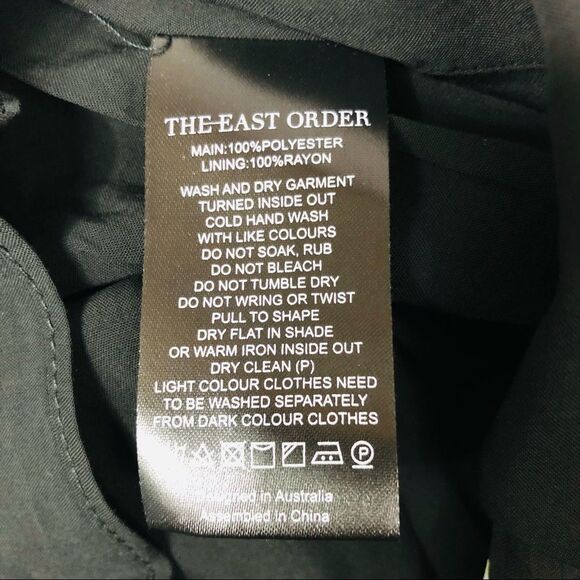 THE EAST ORDER
MAIN:100%POLYESTER
LINING:100%RAYON
WASH AND DRY GARMENT
TURNED INSIDE OUT
COLD HAND WASH
WITH LIKE COLOURS
DO NOT SOAK, RUB
DO NOT BLEACH
DO NOT TUMBLE DRY
DO NOT WRING OR TWIST
PULL TO SHAPE
DRY FLAT IN SHADE
OR WARM IRON INSIDE OUT
DRY CLEAN (P)
LIGHT COLOUR CLOTHES NEED
TO BE WASHED SEPARATELY
FROM DARK COLOUR CLOTHES
P
Designed in Australia
Assembled in China